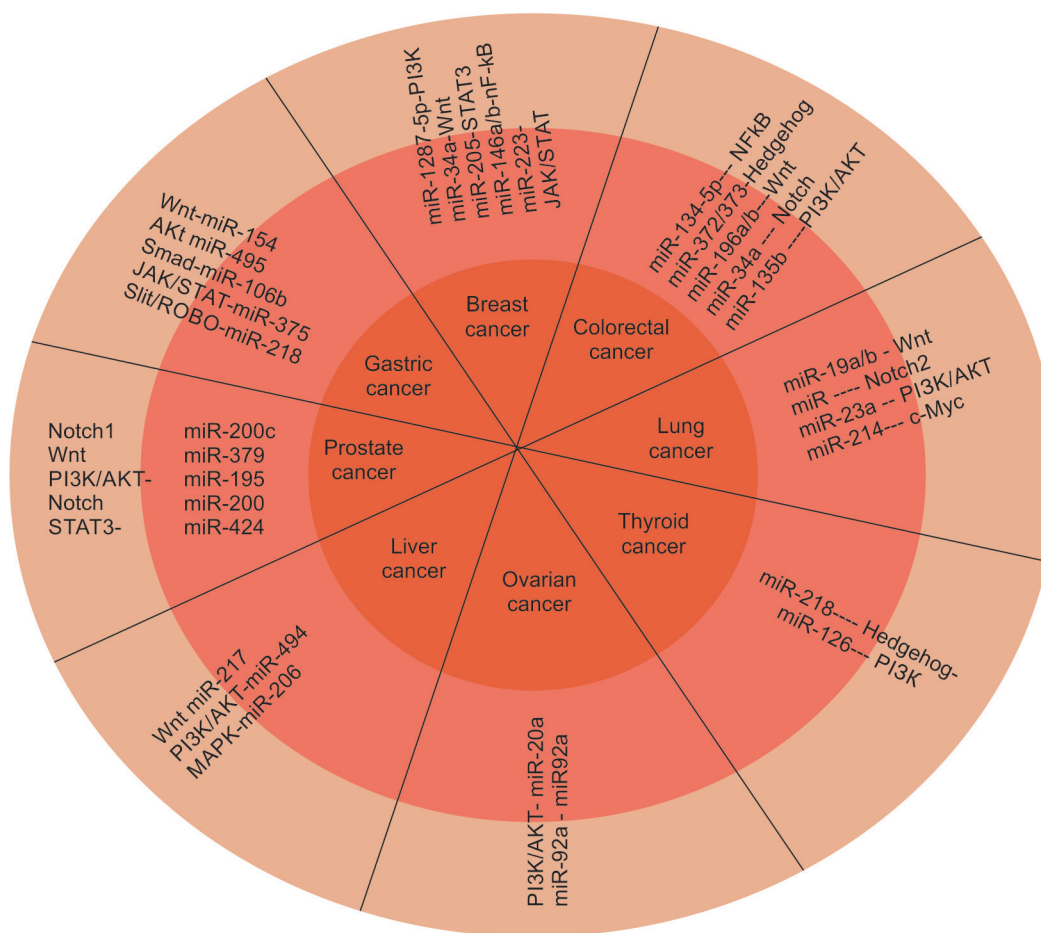 miR-1287-5p-PI3K
miR-34a-Wnt
miR-205-STAT3
miR-146a/b-nF-kB
miR-223-
JAK/STAT
miR-134-5p--- NFkB
miR-372/373-Hedgehog
miR-196a/b---Wnt
miR-34a --- Notch
miR-135b ----PI3K/AKT
Wnt-miR-154
AKt miR-495
Smad-miR-106b
JAK/STAT-miR-375
Slit/ROBO-miR-218
Breast
cancer
Colorectal
cancer
Gastric
cancer
miR-19a/b - Wnt
miR ---- Notch2
miR-23a -- PI3K/AKT
miR-214--- c-Myc
Lung
cancer
Prostate
cancer
Notch1 miR-200c
Wnt miR-379
PI3K/AKT- miR-195
Notch miR-200
STAT3- miR-424
Thyroid
cancer
Liver
cancer
Ovarian
cancer
miR-218---- Hedgehog-
miR-126--- PI3K
Wnt miR-217
PI3K/AKT-miR-494
MAPK-miR-206
PI3K/AKT- miR-20a
miR-92a - miR92a